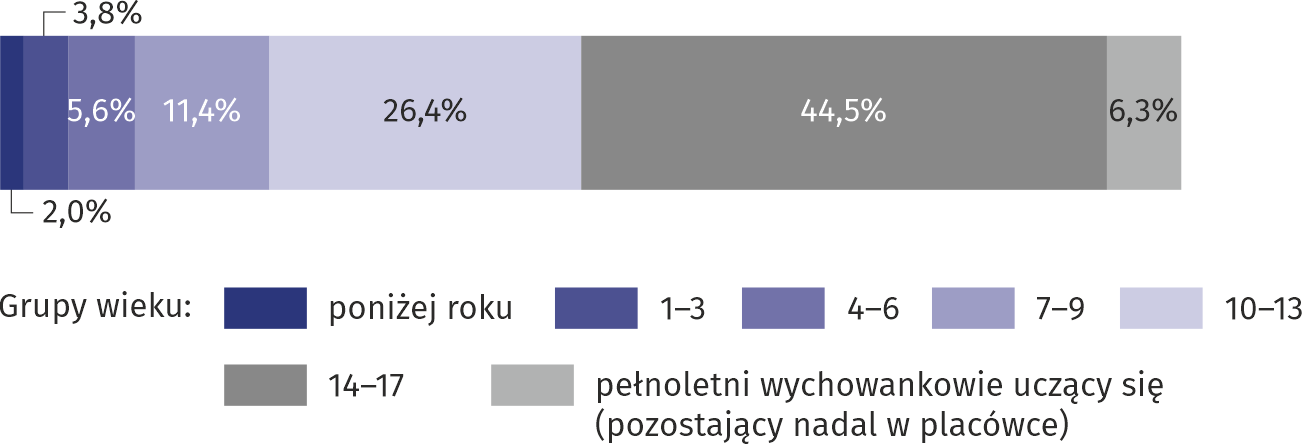 3,8%
5,6% 11,4% 26,4% 44,5% 6,3%
2,0%
Grupy wieku: poniżej roku 1–3 4–6 7–9 10–13
14–17 pełnoletni wychowankowie uczący się
(pozostający nadal w placówce)